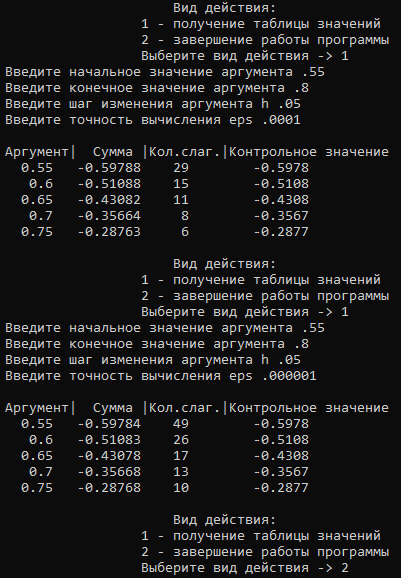 Вид действия:
1 - получение таблицы значений
2 - завершение работы программы
Выберите вид действия -> 1
Введите начальное значение аргумента .55
Введите конечное значение аргумента .8
Введите шаг изменения аргумента h .05
Введите точность вычисления eps .0001
Аргумент| Сумма |Кол.слаг.|Контрольное значение
0.55 -0.59788 29 -0.5978
0.6 -0.51088 15 -0.5108
0.65 -0.43082 11 -0.4308
0.7 -0.35664 8 -0.3567
0.75 -0.28763 6 -0.2877
Вид действия:
1 - получение таблицы значений
2 - завершение работы программы
Выберите вид действия -> 1
Введите начальное значение аргумента .55
Введите конечное значение аргумента .8
Введите шаг изменения аргумента h .05
Введите точность вычисления eps .000001
Аргумент| Сумма |Кол.слаг.|Контрольное значение
0.55 -0.59784 49 -0.5978
0.6 -0.51083 26 -0.5108
0.65 -0.43078 17 -0.4308
0.7 -0.35668 13 -0.3567
0.75 -0.28768 10 -0.2877
Вид действия:
1 - получение таблицы значений
2 - завершение работы программы
Выберите вид действия -> 2